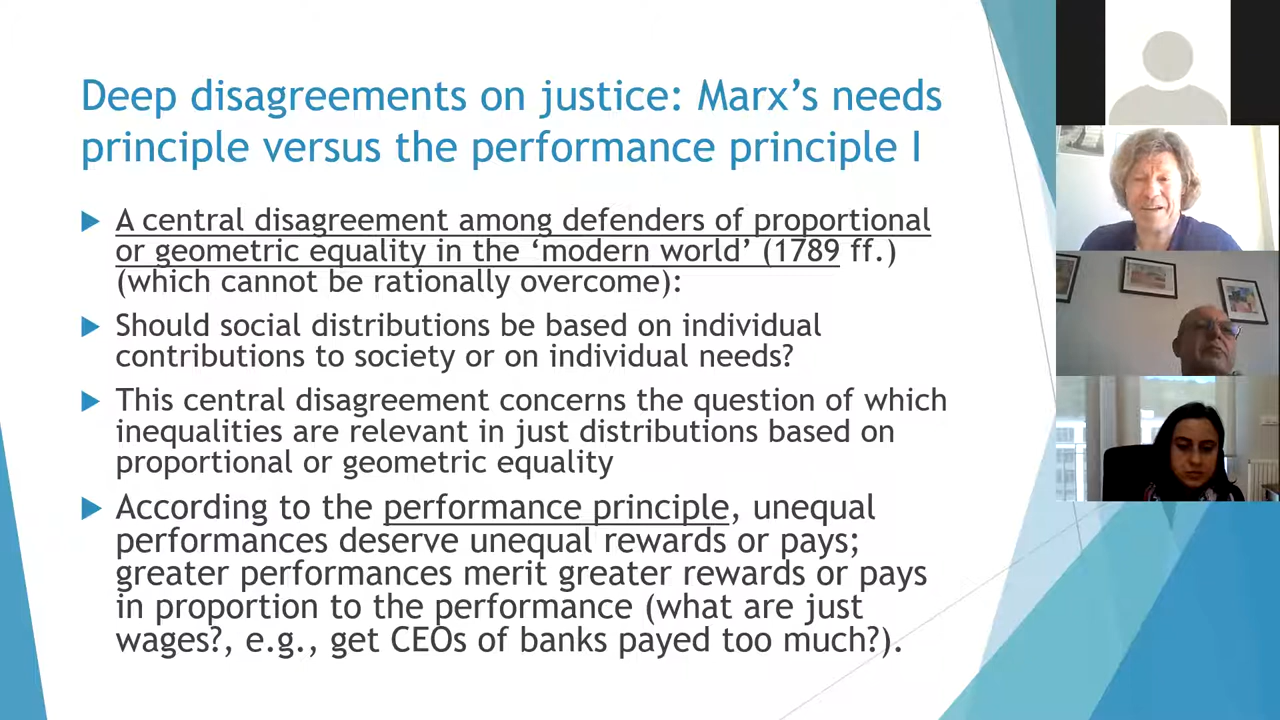 Deep disagreements on justice: Marx’s needs
principle versus the performance principle I
A central disagreement among defenders of proportional
or geometric equality in the ‘modern world’ (1789 ff.)
(which cannot be rationally overcome):
Should social distributions be based on individual
contributions to society or on individual needs?
This central disagreement concerns the question of which
inequalities are relevant in just distributions based on
proportional or geometric equality
According to the performance principle, unequal
performances deserve unequal rewards or pays;
greater performances merit greater rewards or pays
in proportion to the performance (what are just
wages?, e.g., get CEOs of banks payed too much?).